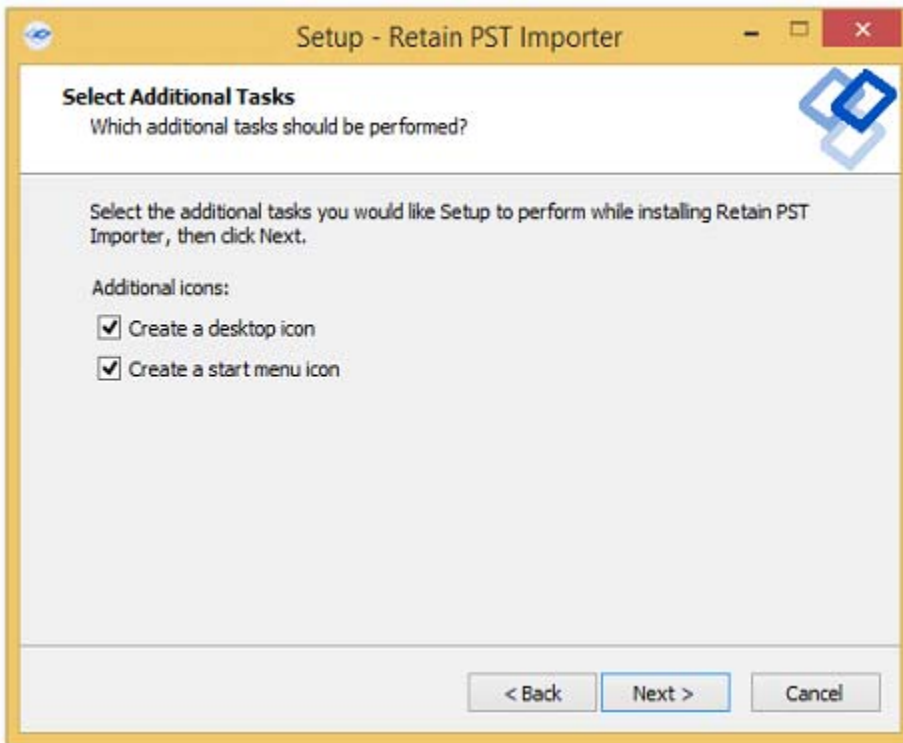 Setup - Retain PST Importer
Select Additional Tasks
Which additional tasks should be performed?
Select the additional tasks you would like Setup to perform while installing Retain PST
Importer, then click Next.
Additional icons:
Create a desktop icon
Create a start menu icon
< Back Next > Cancel